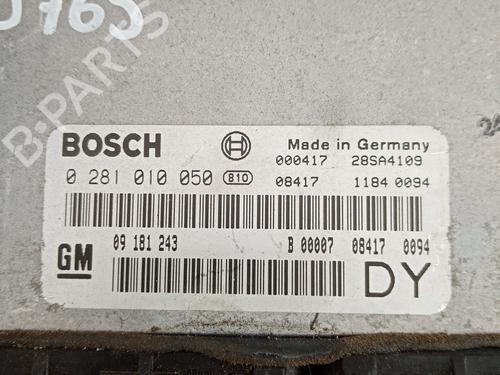 BOSCH
Made in Germany
000417 28SA4109
0 281 010 050 810
08417 1184 0094
09 181 243
B 00007 08417 0094
GM
DY
B-PARTS